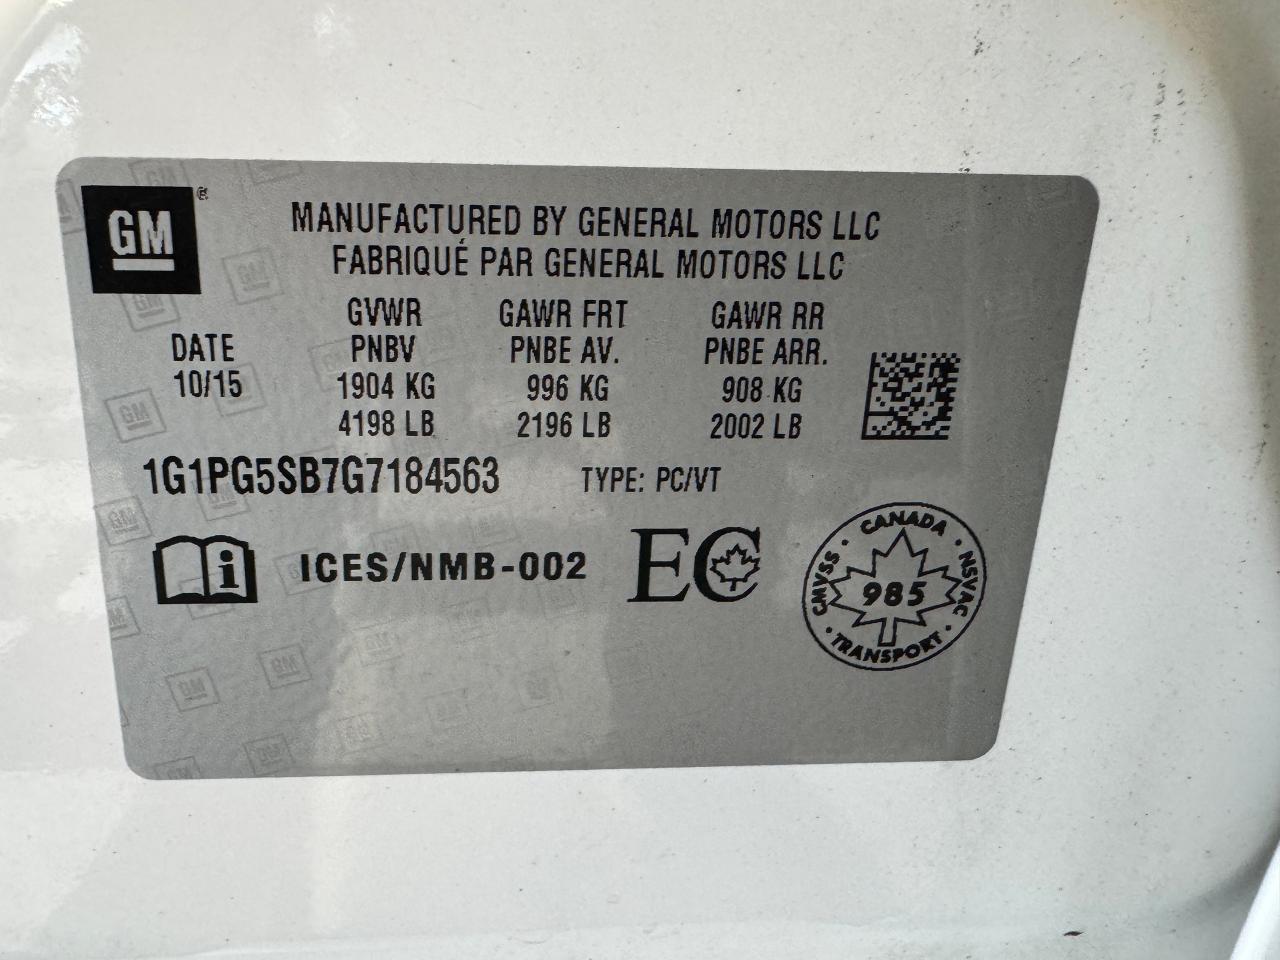 GM ®
MANUFACTURED BY GENERAL MOTORS LLC
FABRIQUÉ PAR GENERAL MOTORS LLC
DATE
10/15
GVWR
PNBV
1904 KG
4198 LB
GAWR FRT
PNBE AV.
996 KG
2196 LB
GAWR RR
PNBE ARR.
908 KG
2002 LB
1G1PG5SB7G7184563 TYPE: PC/VT
i ICES/NMB-002 EC
CANADA · NSVAC · TRANSPORT · CMVSS ·
985